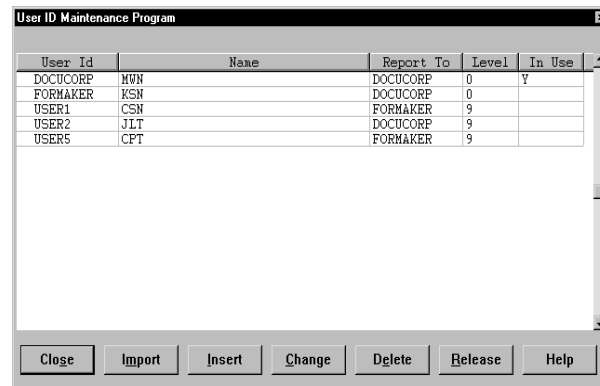 User ID Maintenance Program
User Id Name Report To Level In Use
DOCUCORP MWN DOCUCORP 0 Y
FORMAKER KSN DOCUCORP 0
USER1 CSN FORMAKER 9
USER2 JLT DOCUCORP 9
USER5 CPT FORMAKER 9
Close Import Insert Change Delete Release Help